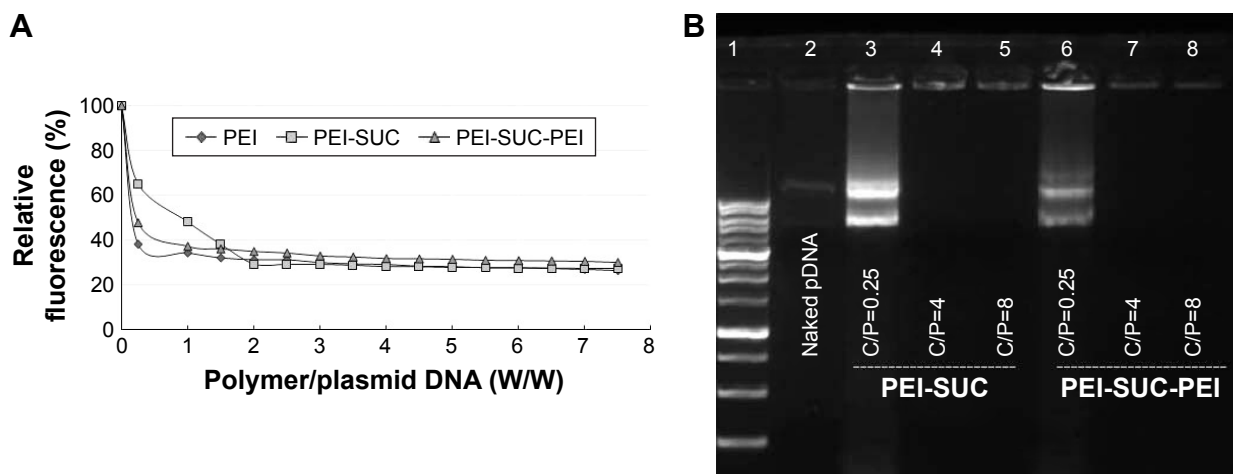 A
Relative
fluorescence (%)
100
80
60
40
20
0
PEI PEI-SUC PEI-SUC-PEI
0 1 2 3 4 5 6 7 8
Polymer/plasmid DNA (W/W)
B
1 2 3 4 5 6 7 8
Naked pDNA
C/P=0.25
C/P=4
C/P=8
C/P=0.25
C/P=4
C/P=8
PEI-SUC PEI-SUC-PEI